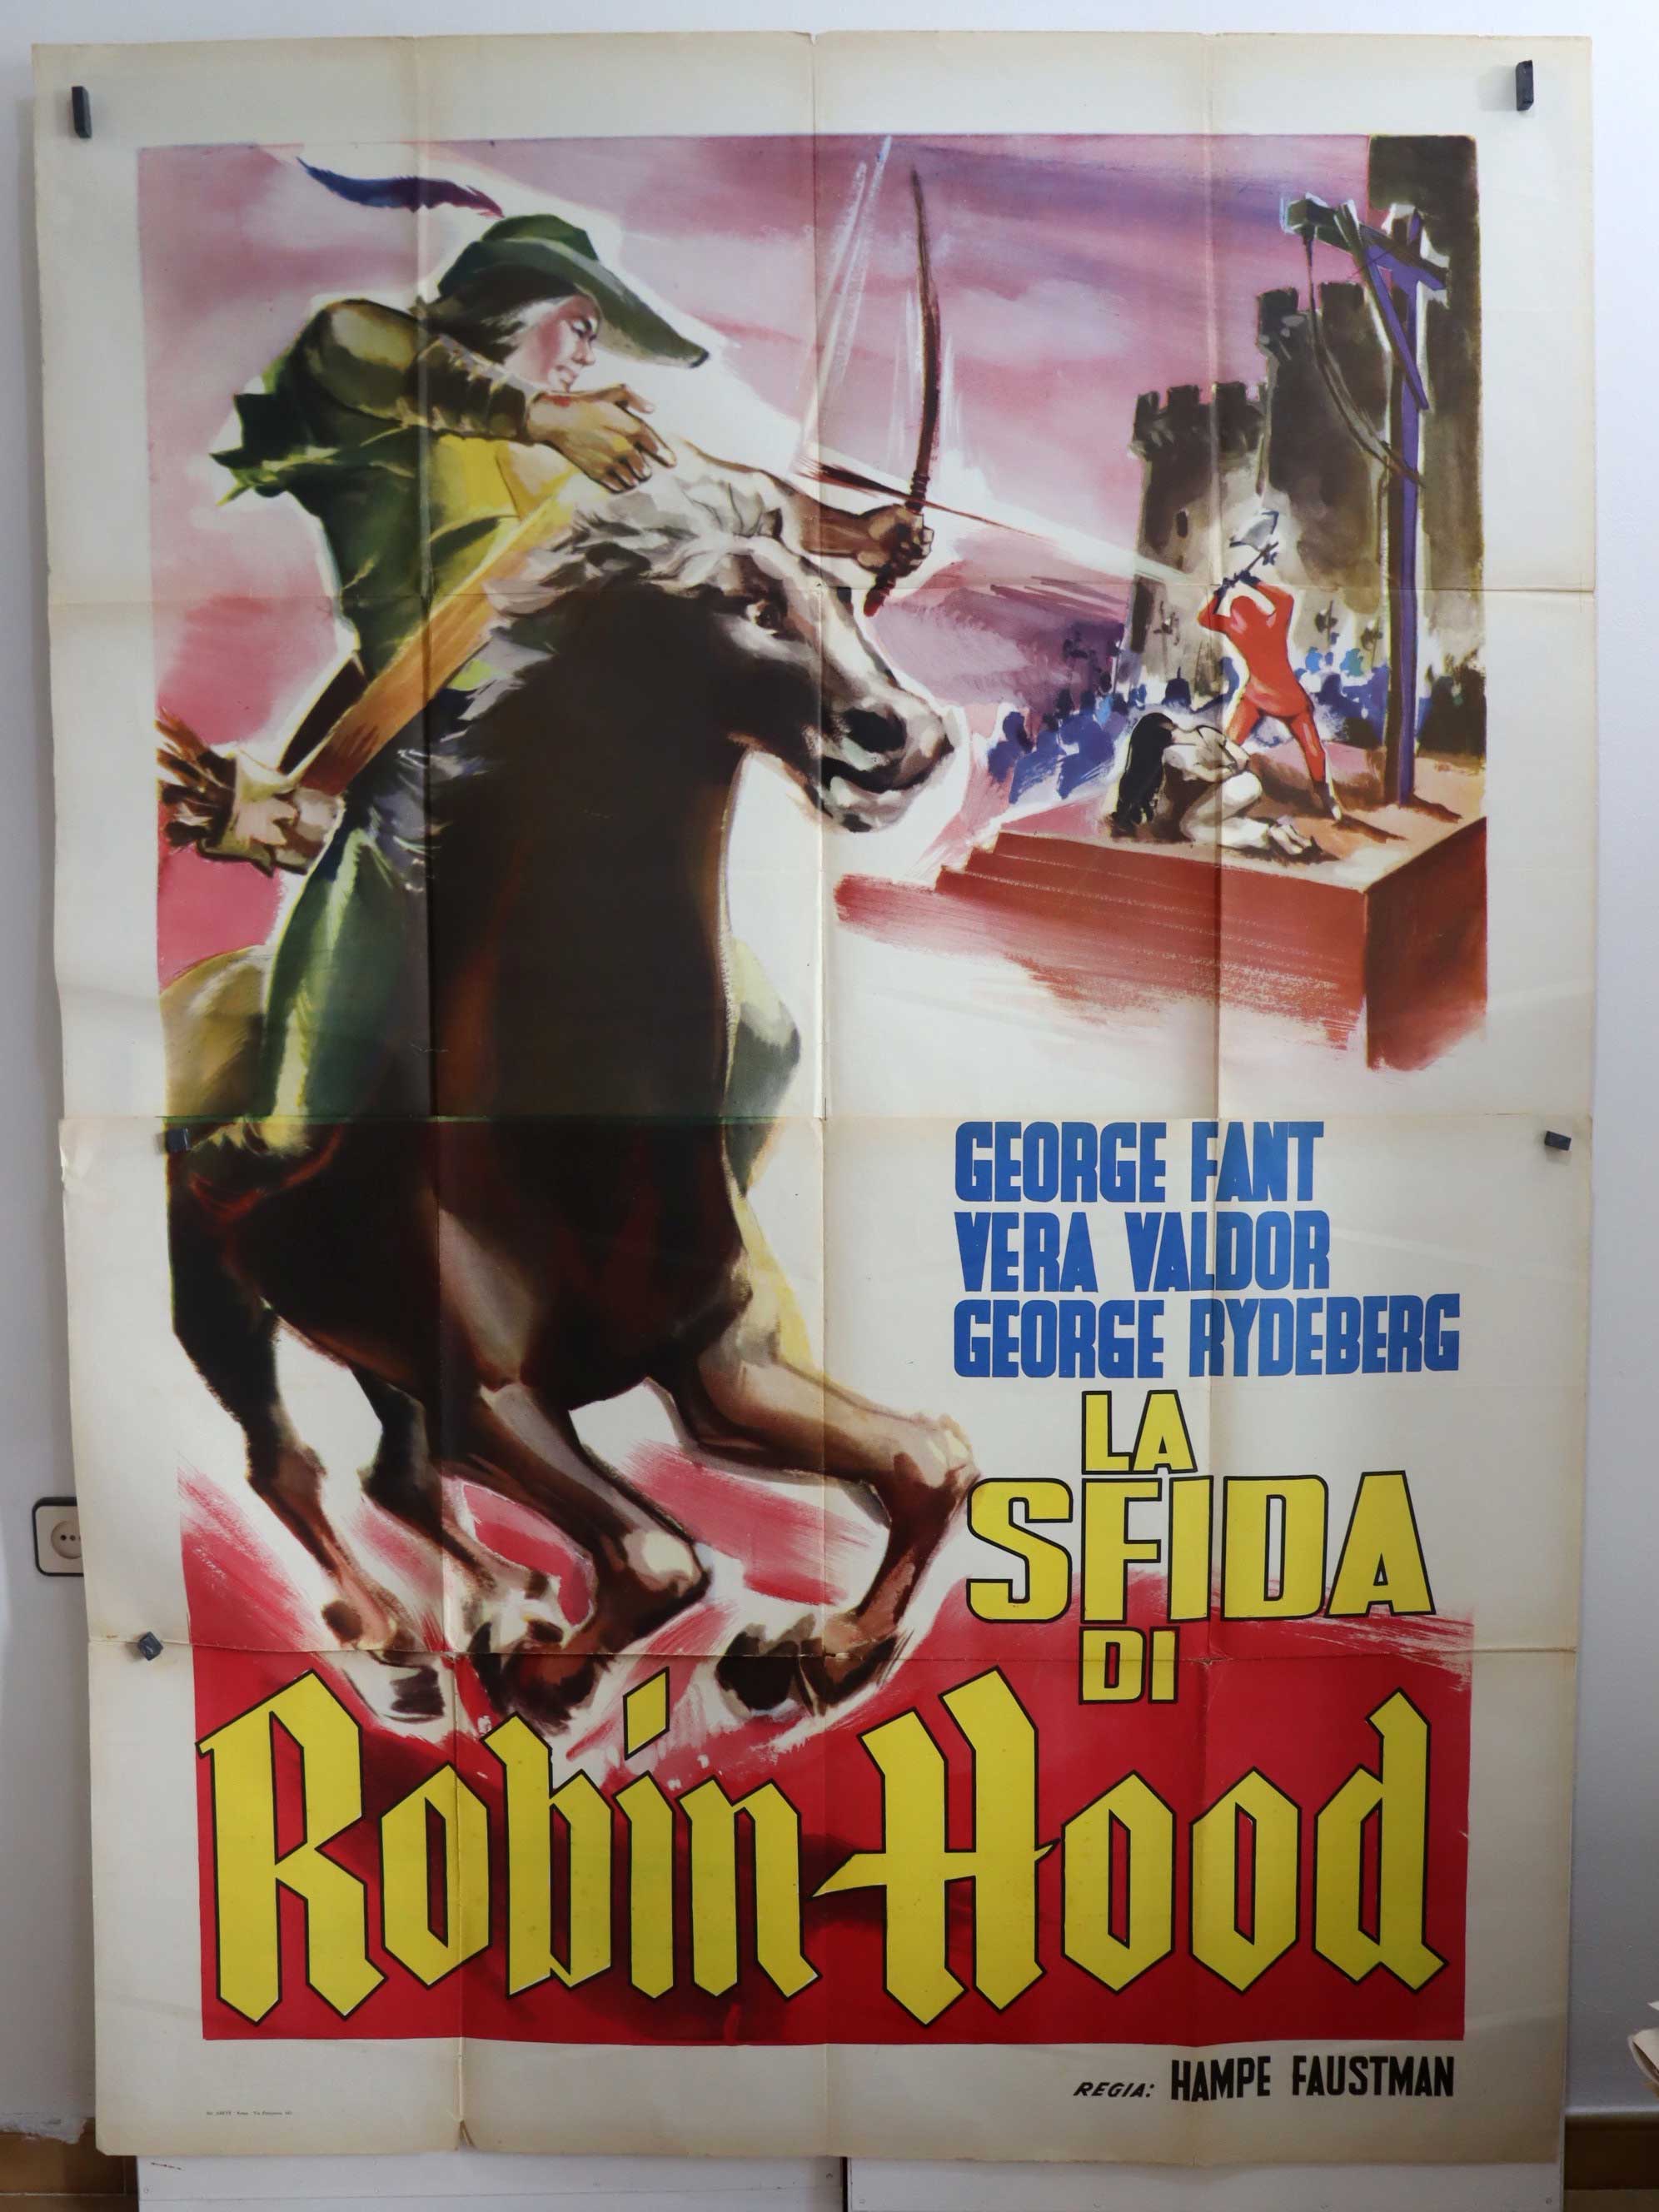 GEORGE FANT
VERA VALDOR
GEORGE RYDEBERG
LA
SFIDA
DI
Robin Hood
REGIA: HAMPE FAUSTMAN